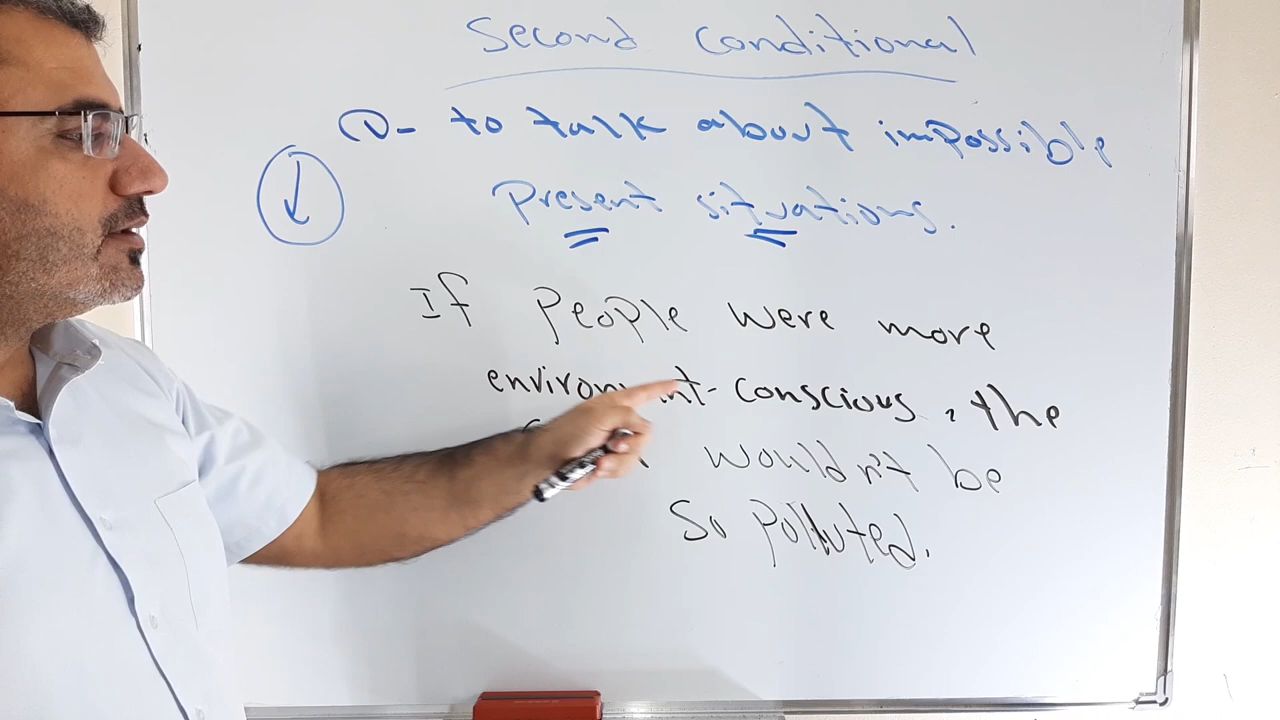 Second Conditional
①- to talk about impossible
present situations.
If people were more
environment-conscious, the
wouldn't be
so polluted.